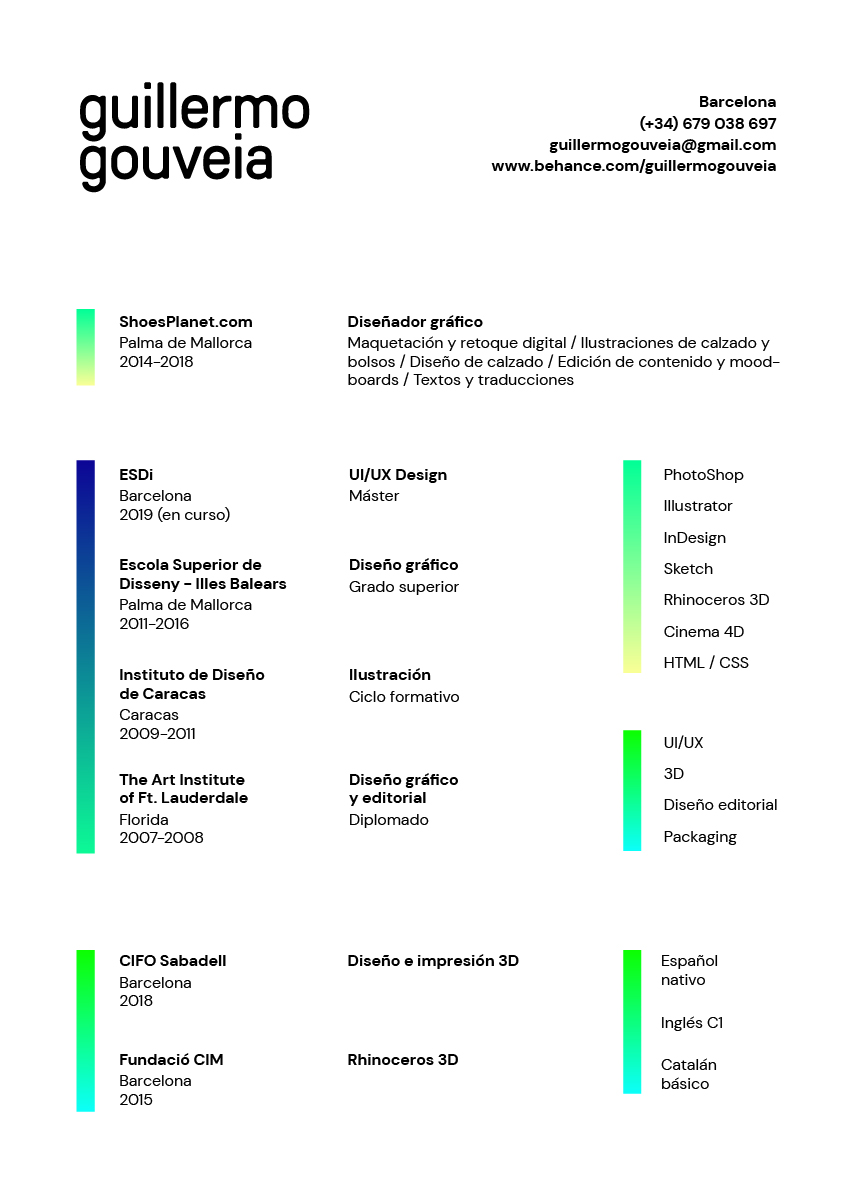 guillermo
gouveia
Barcelona
(+34) 679 038 697
guillermogouveia@gmail.com
www.behance.com/guillermogouveia
ShoesPlanet.com
Palma de Mallorca
2014-2018
Diseñador gráfico
Maquetación y retoque digital / Ilustraciones de calzado y
bolsos / Diseño de calzado / Edición de contenido y mood-
boards / Textos y traducciones
ESDi
Barcelona
2019 (en curso)
UI/UX Design
Máster
Escola Superior de
Disseny - Illes Balears
Palma de Mallorca
2011-2016
Diseño gráfico
Grado superior
Instituto de Diseño
de Caracas
Caracas
2009-2011
Ilustración
Ciclo formativo
The Art Institute
of Ft. Lauderdale
Florida
2007-2008
Diseño gráfico
y editorial
Diplomado
PhotoShop
Illustrator
InDesign
Sketch
Rhinoceros 3D
Cinema 4D
HTML / CSS
UI/UX
3D
Diseño editorial
Packaging
CIFO Sabadell
Barcelona
2018
Diseño e impresión 3D
Fundació CIM
Barcelona
2015
Rhinoceros 3D
Español
nativo
Inglés C1
Catalán
básico